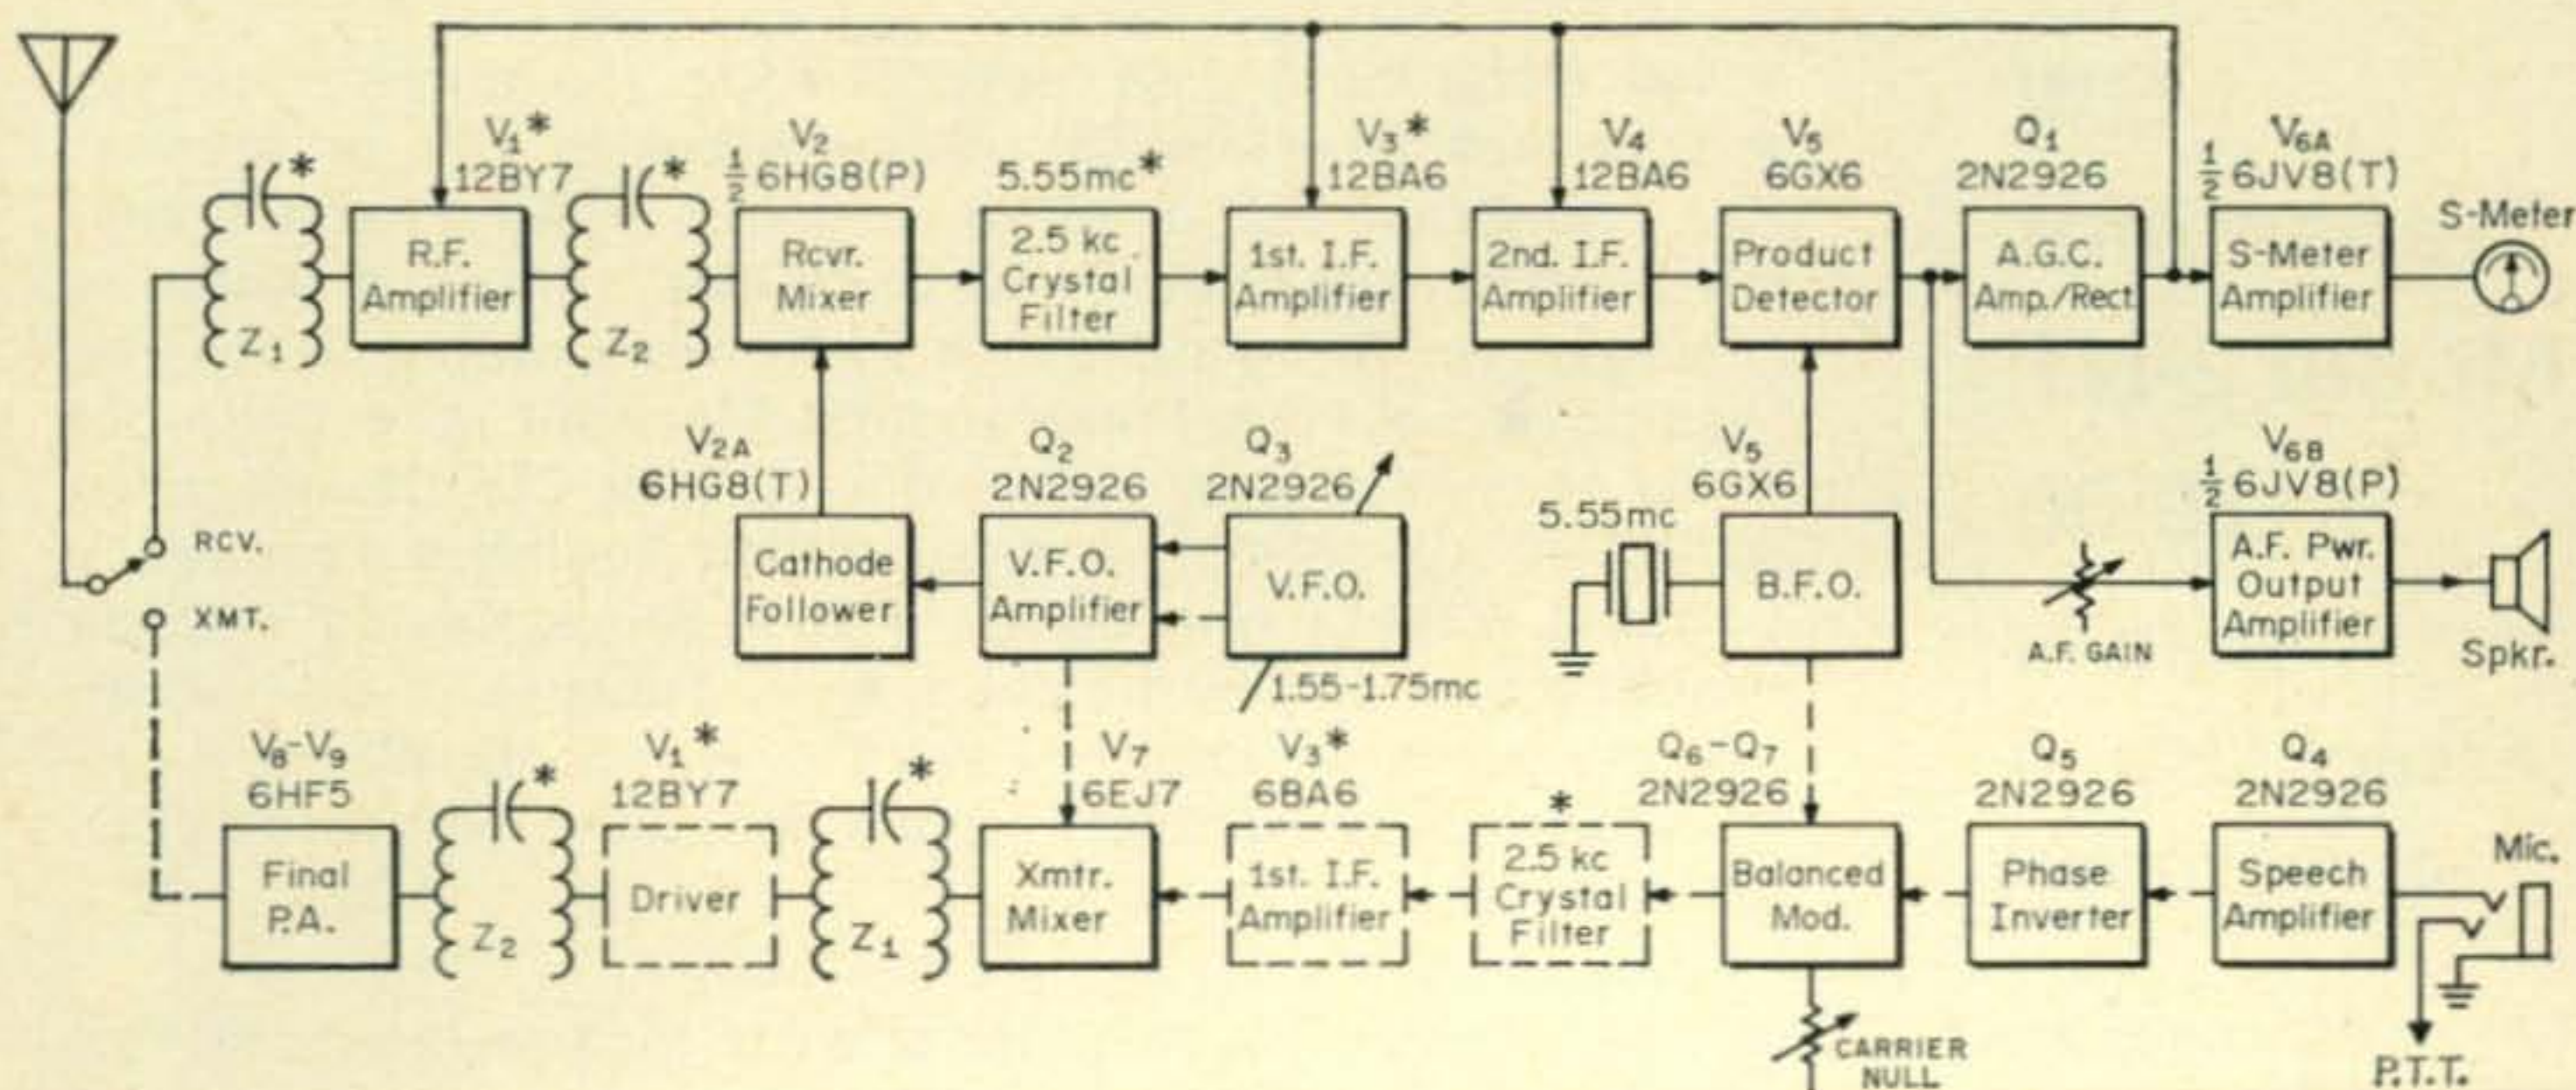 V1* 12BY7
V2 ½ 6HG8(P)
5.55mc*
V3* 12BA6
V4 12BA6
V5 6GX6
Q1 2N2926
V6A ½ 6JV8(T)
S-Meter
*
Z1
R.F. Amplifier
*
Z2
Rcvr. Mixer
2.5 kc Crystal Filter
1st. I.F. Amplifier
2nd. I.F. Amplifier
Product Detector
A.G.C. Amp./Rect.
S-Meter Amplifier
V2A 6HG8(T)
Q2 2N2926
Q3 2N2926
V5 6GX6
V6B ½ 6JV8(P)
RCV.
XMT.
Cathode Follower
V.F.O. Amplifier
V.F.O.
1.55-1.75mc
5.55mc
B.F.O.
A.F. GAIN
A.F. Pwr. Output Amplifier
Spkr.
V8-V9 6HF5
V1* 12BY7
V7 6EJ7
V3* 6BA6
*
Q6-Q7 2N2926
Q5 2N2926
Q4 2N2926
Final P.A.
*
Z2
Driver
*
Z1
Xmtr. Mixer
1st. I.F. Amplifier
2.5 kc Crystal Filter
Balanced Mod.
Phase Inverter
Speech Amplifier
Mic.
CARRIER NULL
P.T.T.